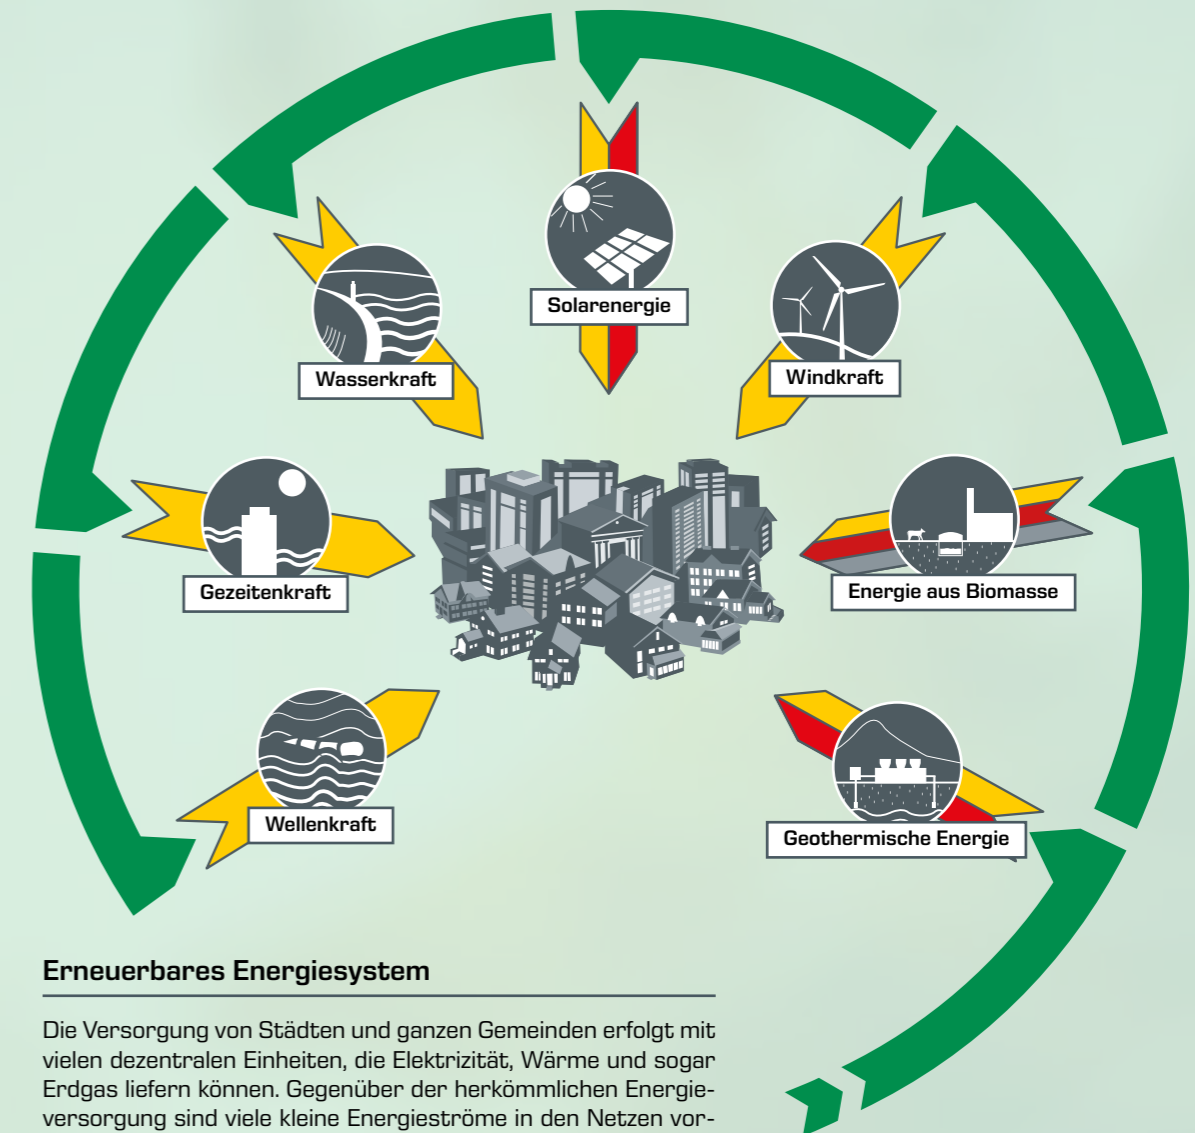 Solarenergie
Wasserkraft
Windkraft
Gezeitenkraft
Energie aus Biomasse
Wellenkraft
Geothermische Energie
Erneuerbares Energiesystem
Die Versorgung von Städten und ganzen Gemeinden erfolgt mit
vielen dezentralen Einheiten, die Elektrizität, Wärme und sogar
Erdgas liefern können. Gegenüber der herkömmlichen Energie-
versorgung sind viele kleine Energieströme in den Netzen vor-